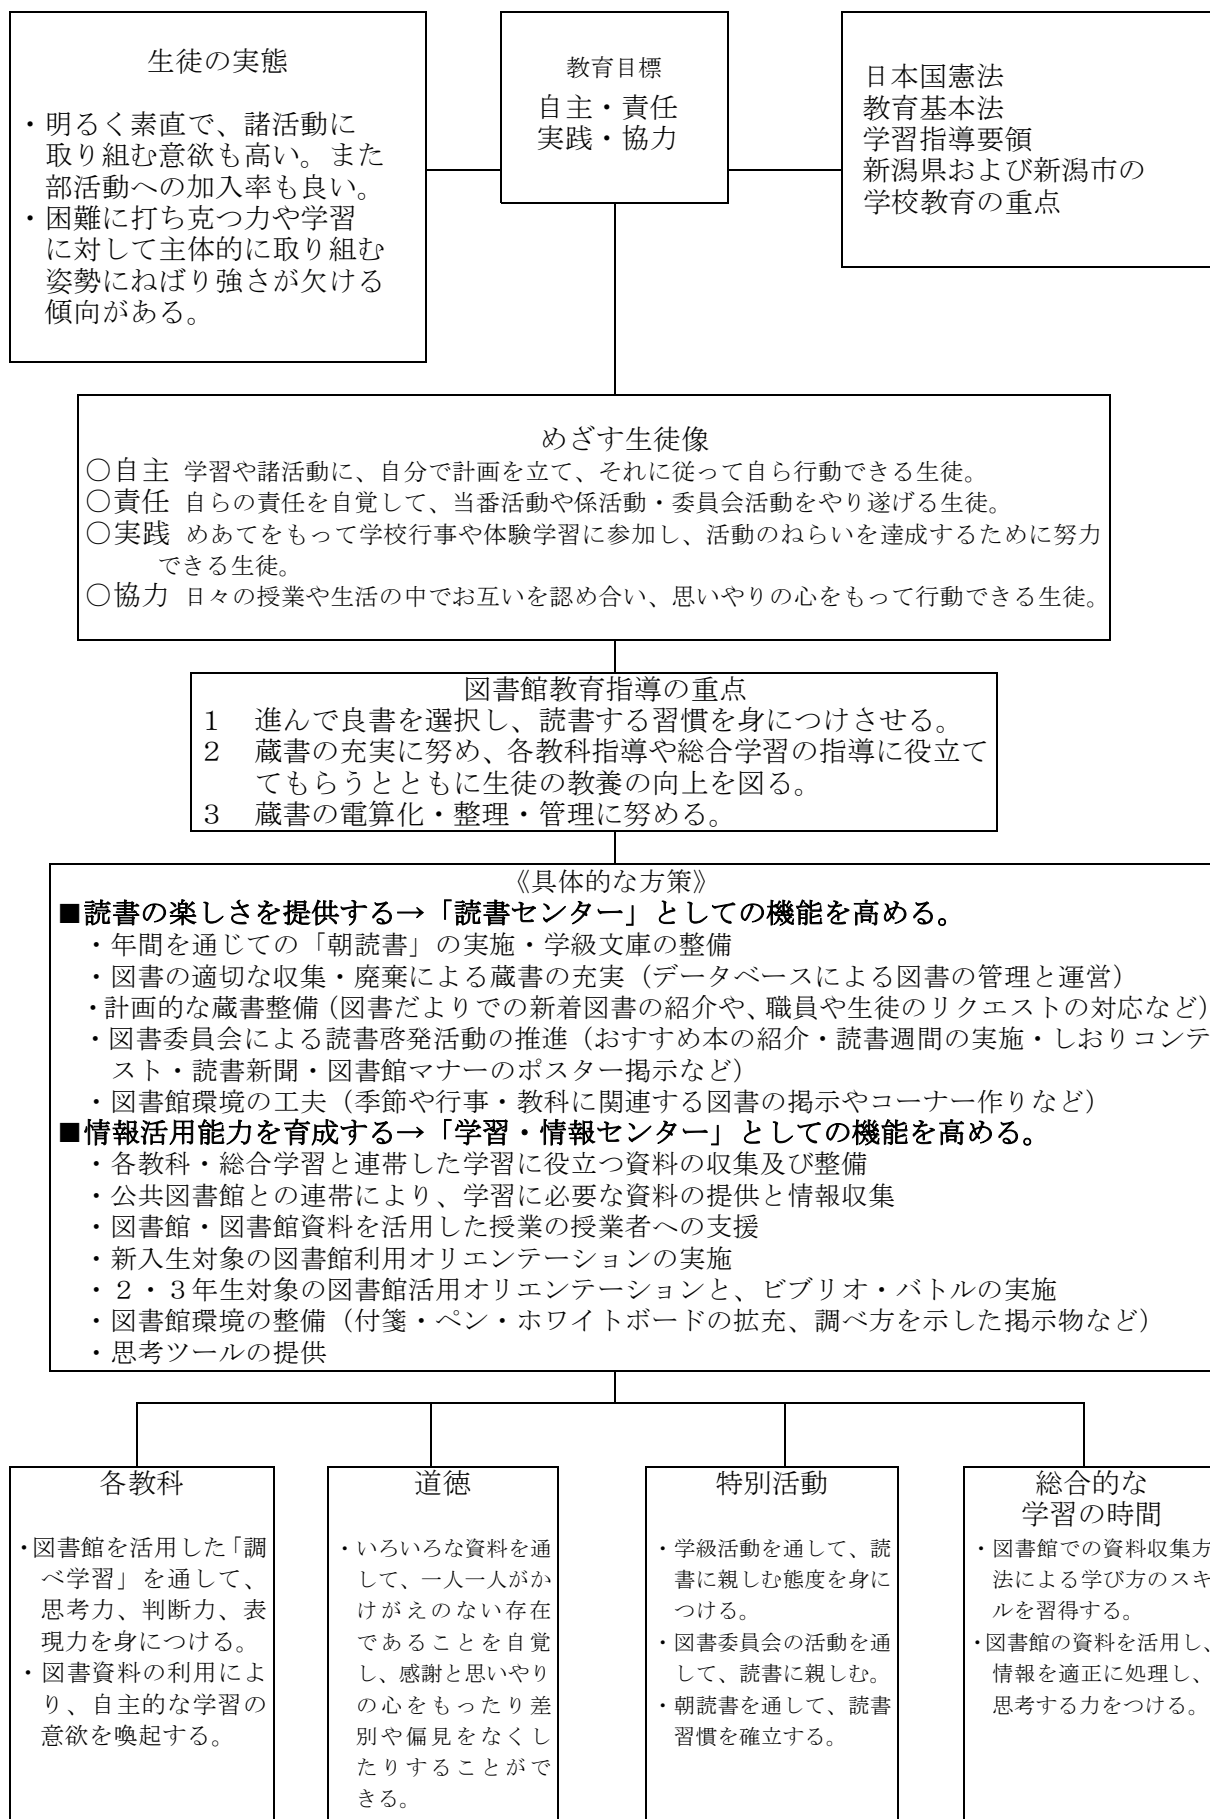 生徒の実態
・明るく素直で、諸活動に
取り組む意欲も高い。また
部活動への加入率も良い。
・困難に打ち克つ力や学習
に対して主体的に取り組む
姿勢にねばり強さが欠ける
傾向がある。
教育目標
自主・責任
実践・協力
日本国憲法
教育基本法
学習指導要領
新潟県および新潟市の
学校教育の重点
めざす生徒像
○自主 学習や諸活動に、自分で計画を立て、それに従って自ら行動できる生徒。
○責任 自らの責任を自覚して、当番活動や係活動・委員会活動をやり遂げる生徒。
○実践 めあてをもって学校行事や体験学習に参加し、活動のねらいを達成するために努力
できる生徒。
○協力 日々の授業や生活の中でお互いを認め合い、思いやりの心をもって行動できる生徒。
図書館教育指導の重点
１ 進んで良書を選択し、読書する習慣を身につけさせる。
２ 蔵書の充実に努め、各教科指導や総合学習の指導に役立て
てもらうとともに生徒の教養の向上を図る。
３ 蔵書の電算化・整理・管理に努める。
《具体的な方策》
■読書の楽しさを提供する→「読書センター」としての機能を高める。
・年間を通じての「朝読書」の実施・学級文庫の整備
・図書の適切な収集・廃棄による蔵書の充実（データベースによる図書の管理と運営）
・計画的な蔵書整備（図書だよりでの新着図書の紹介や、職員や生徒のリクエストの対応など）
・図書委員会による読書啓発活動の推進（おすすめ本の紹介・読書週間の実施・しおりコンテ
スト・読書新聞・図書館マナーのポスター掲示など）
・図書館環境の工夫（季節や行事・教科に関連する図書の掲示やコーナー作りなど）
■情報活用能力を育成する→「学習・情報センター」としての機能を高める。
・各教科・総合学習と連帯した学習に役立つ資料の収集及び整備
・公共図書館との連帯により、学習に必要な資料の提供と情報収集
・図書館・図書館資料を活用した授業の授業者への支援
・新入生対象の図書館利用オリエンテーションの実施
・２・３年生対象の図書館活用オリエンテーションと、ビブリオ・バトルの実施
・図書館環境の整備（付箋・ペン・ホワイトボードの拡充、調べ方を示した掲示物など）
・思考ツールの提供
各教科
・図書館を活用した「調
べ学習」を通して、
思考力、判断力、表
現力を身につける。
・図書資料の利用によ
り、自主的な学習の
意欲を喚起する。
道徳
・いろいろな資料を通
して、一人一人がか
けがえのない存在
であることを自覚
し、感謝と思いやり
の心をもったり差
別や偏見をなくし
たりすることがで
きる。
特別活動
・学級活動を通して、読
書に親しむ態度を身に
つける。
・図書委員会の活動を通
して、読書に親しむ。
・朝読書を通して、読書
習慣を確立する。
総合的な
学習の時間
・図書館での資料収集方
法による学び方のスキ
ルを習得する。
・図書館の資料を活用し、
情報を適正に処理し、
思考する力をつける。